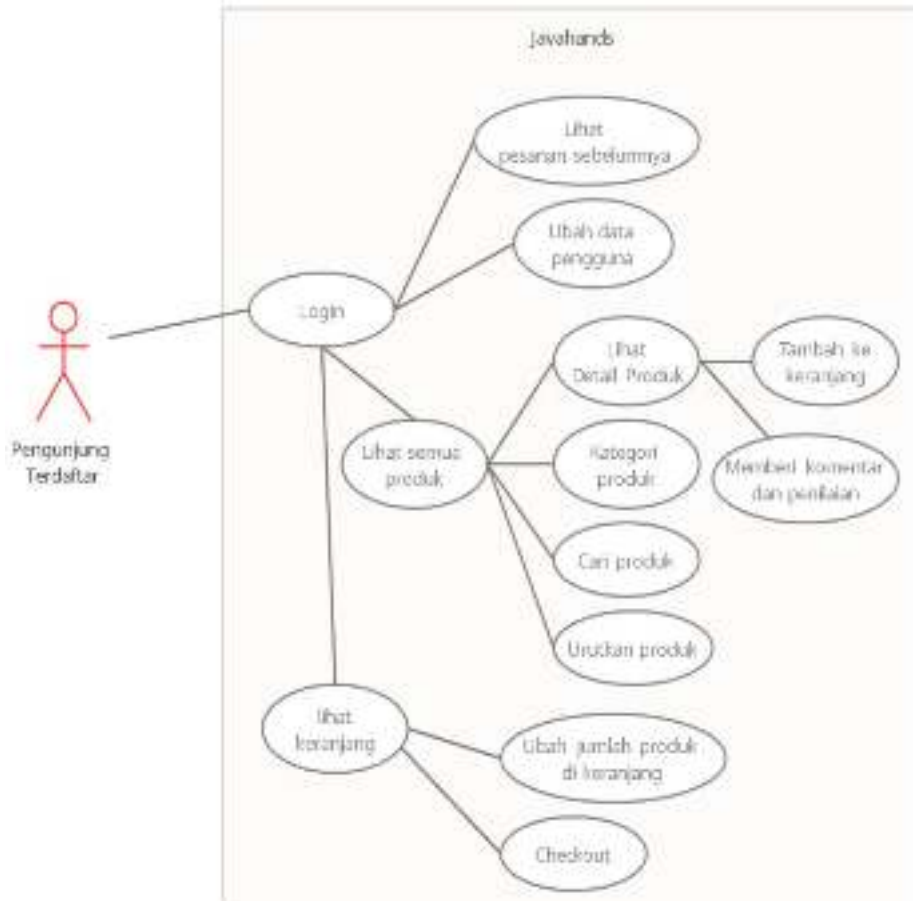 Javahands
Lihat
pesanan sebelumnya
Ubah data
pengguna
Login
Pengunjung
Terdaftar
Lihat
Detail Produk
Tambah ke
keranjang
Lihat semua
produk
Kategori
produk
Memberi komentar
dan penilaian
Cari produk
Urutkan produk
lihat
keranjang
Ubah jumlah produk
di keranjang
Checkout